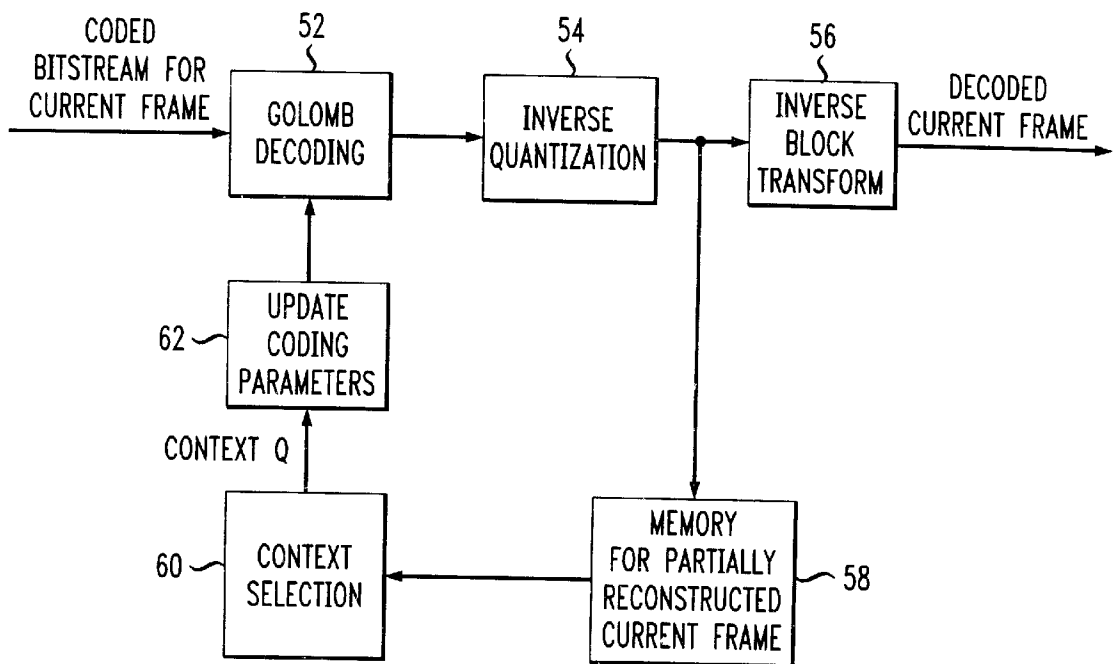 CODED
BITSTREAM FOR
CURRENT FRAME
52
GOLOMB
DECODING
54
INVERSE
QUANTIZATION
56
INVERSE
BLOCK
TRANSFORM
DECODED
CURRENT FRAME
62
UPDATE
CODING
PARAMETERS
CONTEXT Q
60
CONTEXT
SELECTION
MEMORY
FOR PARTIALLY
RECONSTRUCTED
CURRENT FRAME
58